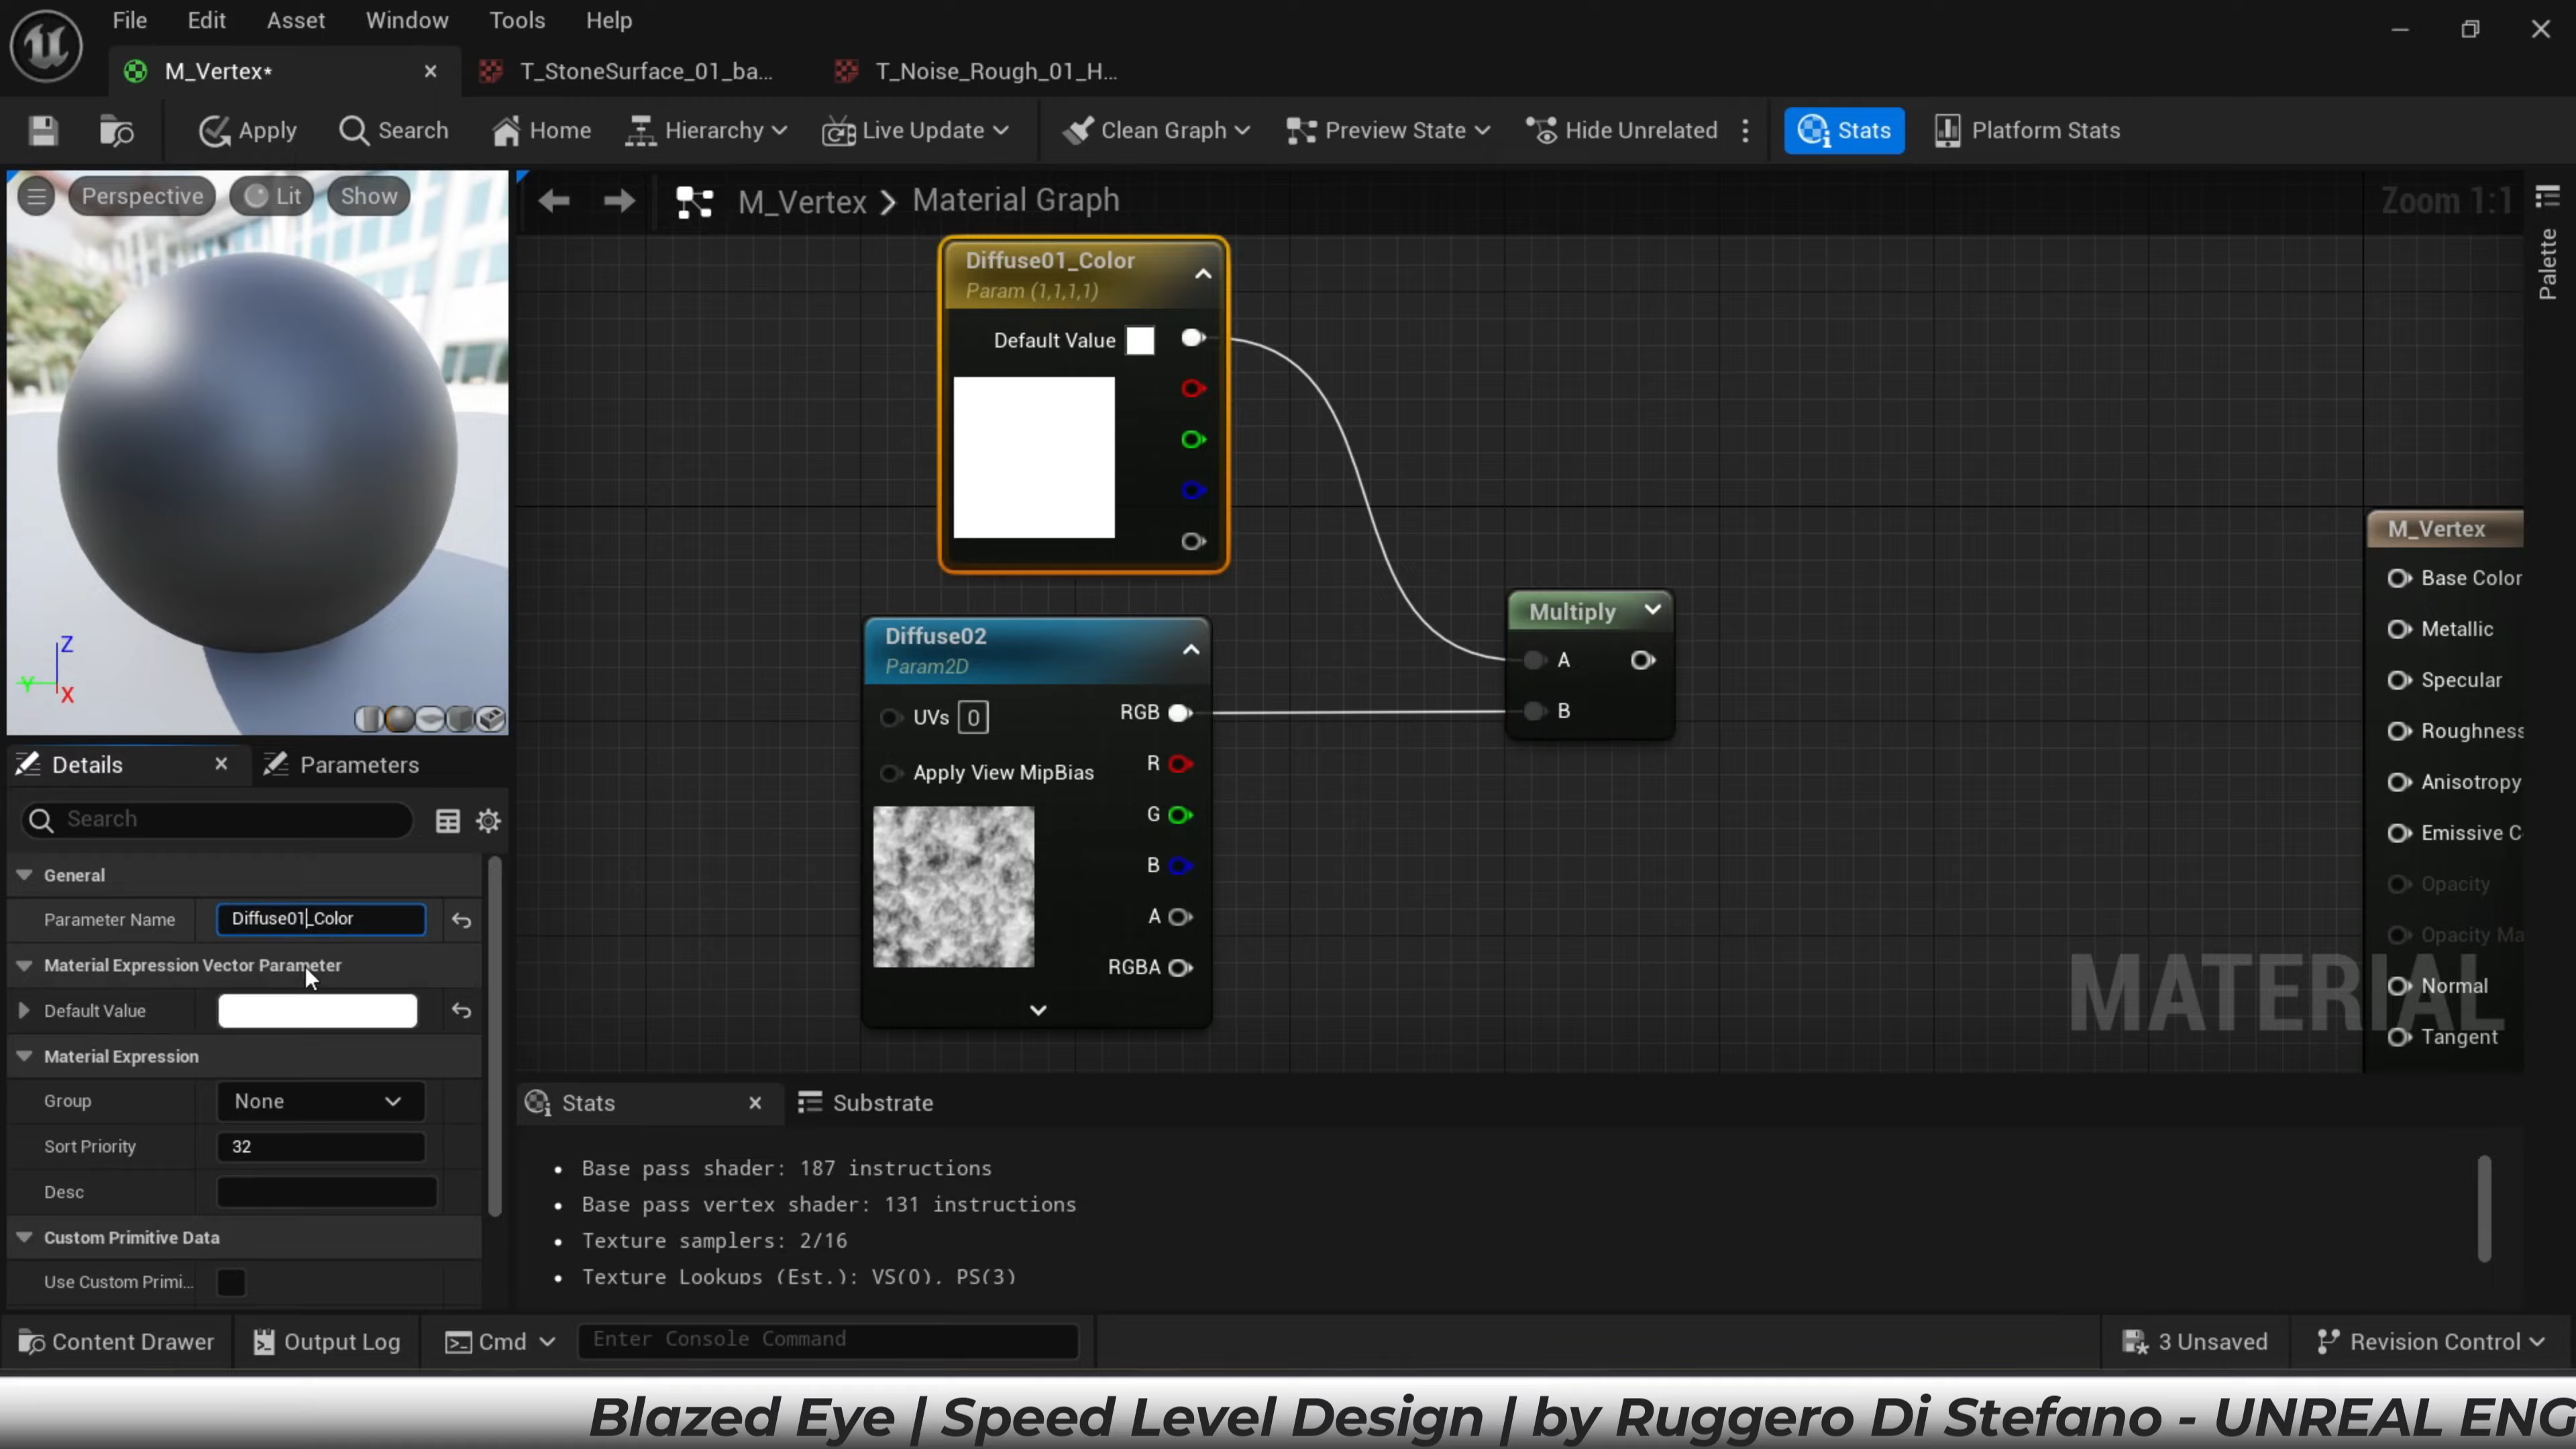 File Edit Asset Window Tools Help
M_Vertex* T_StoneSurface_01_ba... T_Noise_Rough_01_H...
Apply Search Home Hierarchy Live Update Clean Graph Preview State Hide Unrelated Stats Platform Stats
Perspective Lit Show
M_Vertex > Material Graph
Zoom 1:1
Palette
Diffuse01_Color
Param (1,1,1,1)
Default Value
Diffuse02
Param2D
UVs 0
Apply View MipBias
RGB
R
G
B
A
RGBA
Multiply
A
B
M_Vertex
Base Color
Metallic
Specular
Roughness
Anisotropy
Emissive C
Opacity
Opacity Ma
Normal
Tangent
MATERIAL
Z
Y
X
Details Parameters
Search
General
Parameter Name Diffuse01_Color
Material Expression Vector Parameter
Default Value
Material Expression
Group None
Sort Priority 32
Desc
Custom Primitive Data
Use Custom Primi...
Stats Substrate
• Base pass shader: 187 instructions
• Base pass vertex shader: 131 instructions
• Texture samplers: 2/16
• Texture Lookups (Est.): VS(0), PS(3)
Content Drawer Output Log Cmd Enter Console Command 3 Unsaved Revision Control
Blazed Eye | Speed Level Design | by Ruggero Di Stefano - UNREAL ENG